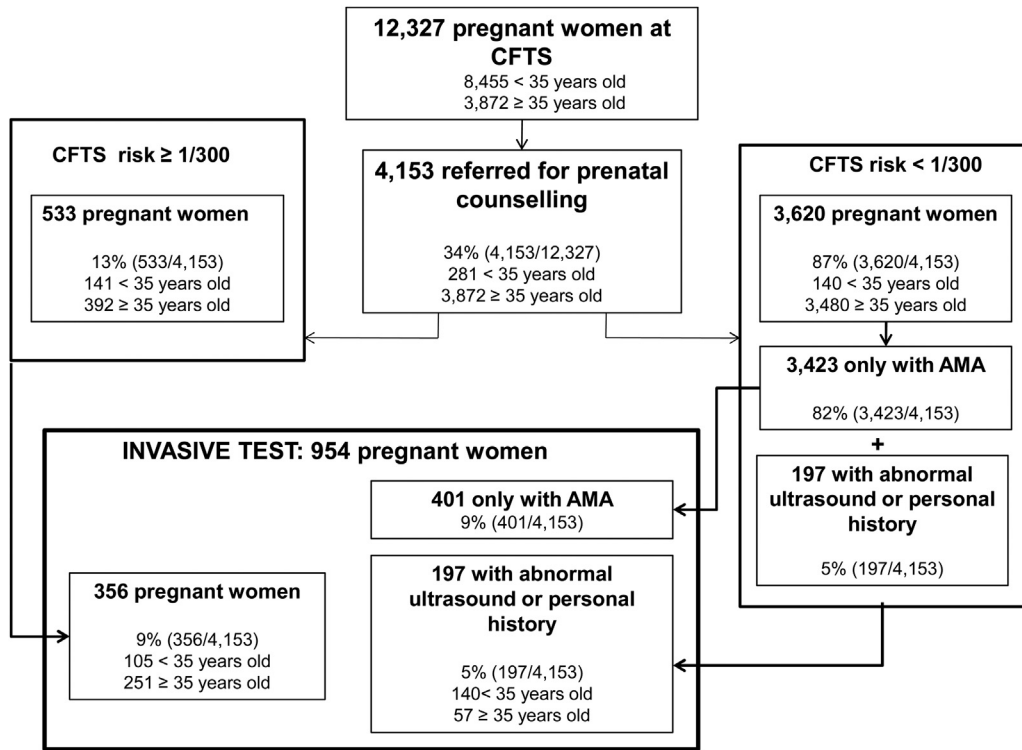 12,327 pregnant women at
CFTS
8,455 < 35 years old
3,872 ≥ 35 years old
CFTS risk ≥ 1/300
533 pregnant women
13% (533/4,153)
141 < 35 years old
392 ≥ 35 years old
4,153 referred for prenatal
counselling
34% (4,153/12,327)
281 < 35 years old
3,872 ≥ 35 years old
CFTS risk < 1/300
3,620 pregnant women
87% (3,620/4,153)
140 < 35 years old
3,480 ≥ 35 years old
3,423 only with AMA
82% (3,423/4,153)
+
197 with abnormal
ultrasound or personal
history
5% (197/4,153)
INVASIVE TEST: 954 pregnant women
401 only with AMA
9% (401/4,153)
356 pregnant women
9% (356/4,153)
105 < 35 years old
251 ≥ 35 years old
197 with abnormal
ultrasound or personal
history
5% (197/4,153)
140< 35 years old
57 ≥ 35 years old